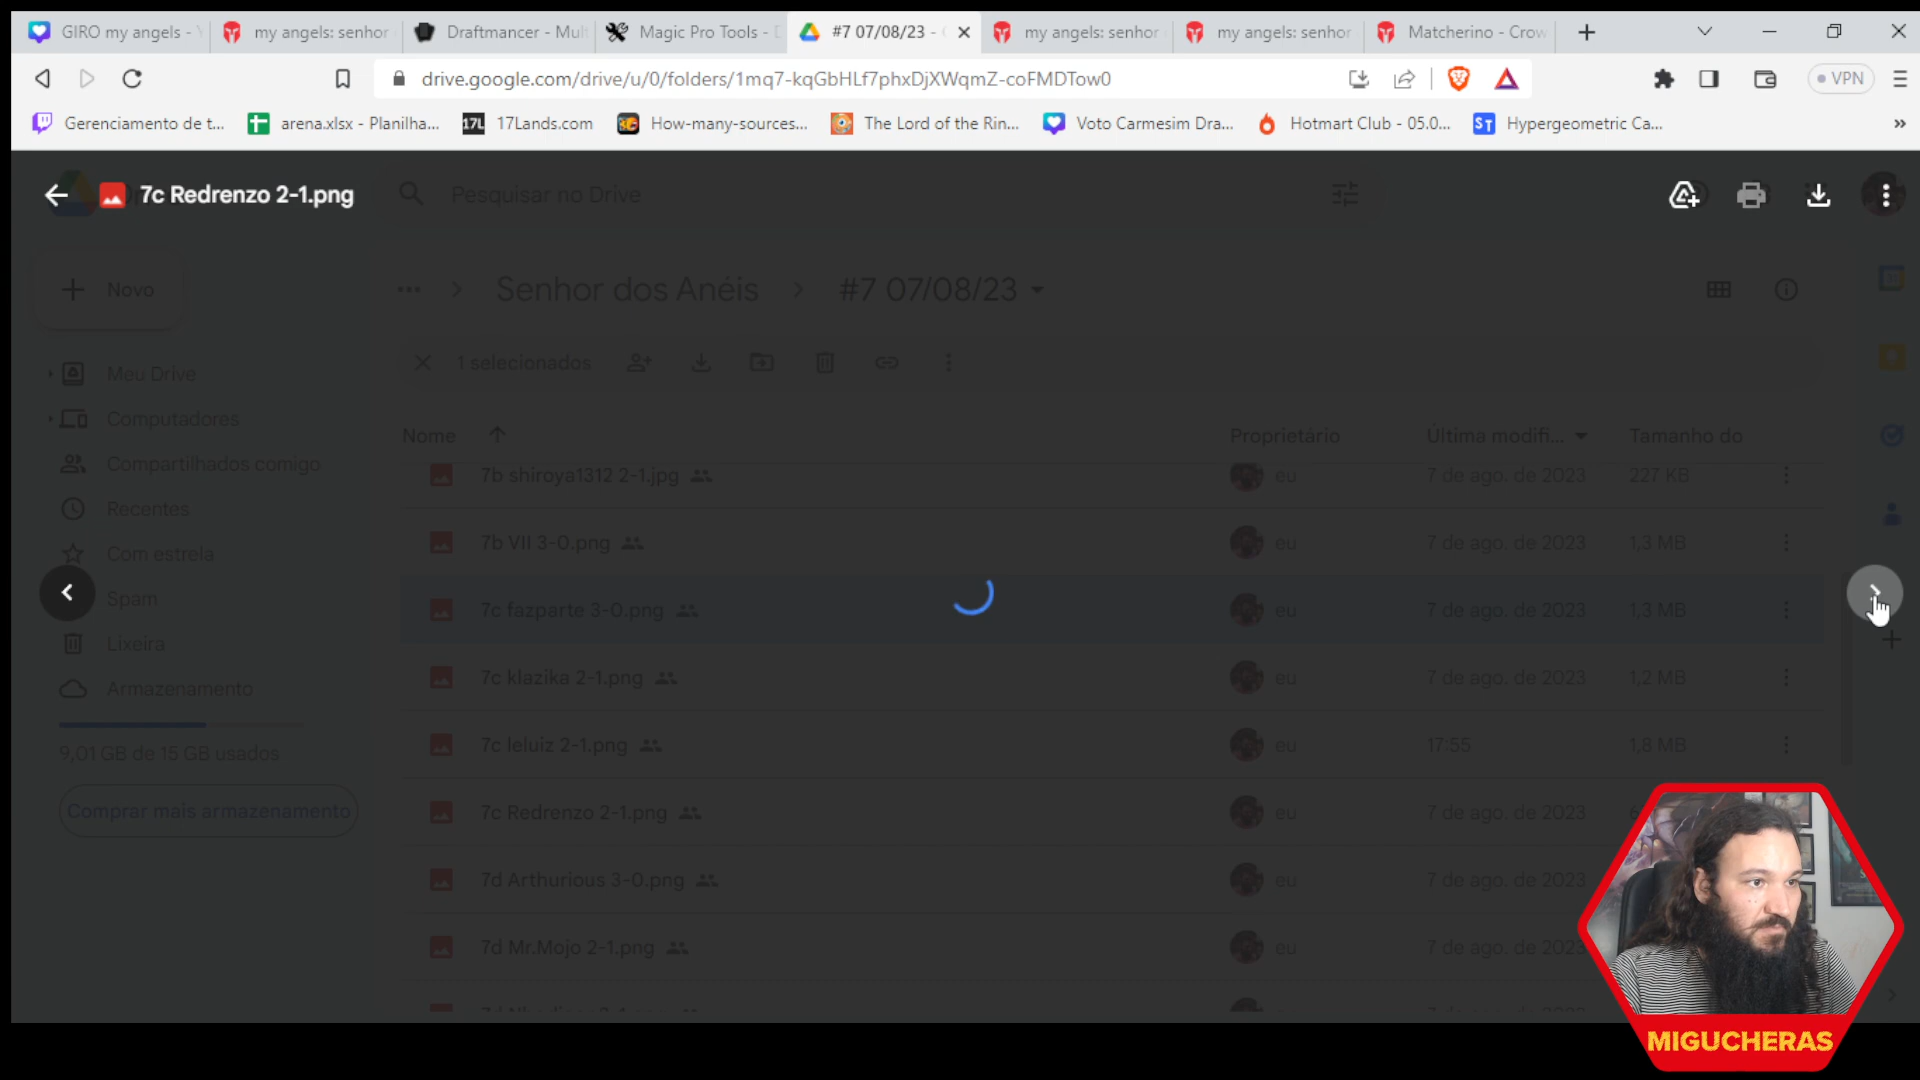 GIRO my angels -
my angels: senhor
Draftmancer - Mul
Magic Pro Tools -
#7 07/08/23 -
my angels: senhor
my angels: senhor
Matcherino - Crow
drive.google.com/drive/u/0/folders/1mq7-kqGbHLf7phxDjXWqmZ-coFMDTow0
VPN
Gerenciamento de t...
arena.xlsx - Planilha...
17L
17Lands.com
How-many-sources...
The Lord of the Rin...
Voto Carmesim Dra...
Hotmart Club - 05.0...
ST
Hypergeometric Ca...
7c Redrenzo 2-1.png
Pesquisar no Drive
Novo
Senhor dos Anéis
#7 07/08/23
1 selecionados
Meu Drive
Computadores
Compartilhados comigo
Recentes
Com estrela
Spam
Lixeira
Armazenamento
9,01 GB de 15 GB usados
Comprar mais armazenamento
Nome
Proprietário
Última modifi...
Tamanho do
7b shiroya1312 2-1.jpg
eu
7 de ago. de 2023
227 KB
7b VII 3-0.png
eu
7 de ago. de 2023
1,3 MB
7c fazparte 3-0.png
eu
7 de ago. de 2023
1,3 MB
7c klazika 2-1.png
eu
7 de ago. de 2023
1,2 MB
7c leluiz 2-1.png
eu
17:55
1,8 MB
7c Redrenzo 2-1.png
eu
7 de ago. de 2023
7d Arthurious 3-0.png
eu
7 de ago. de 2023
7d Mr.Mojo 2-1.png
eu
7 de ago. de 2023
MIGUCHERAS